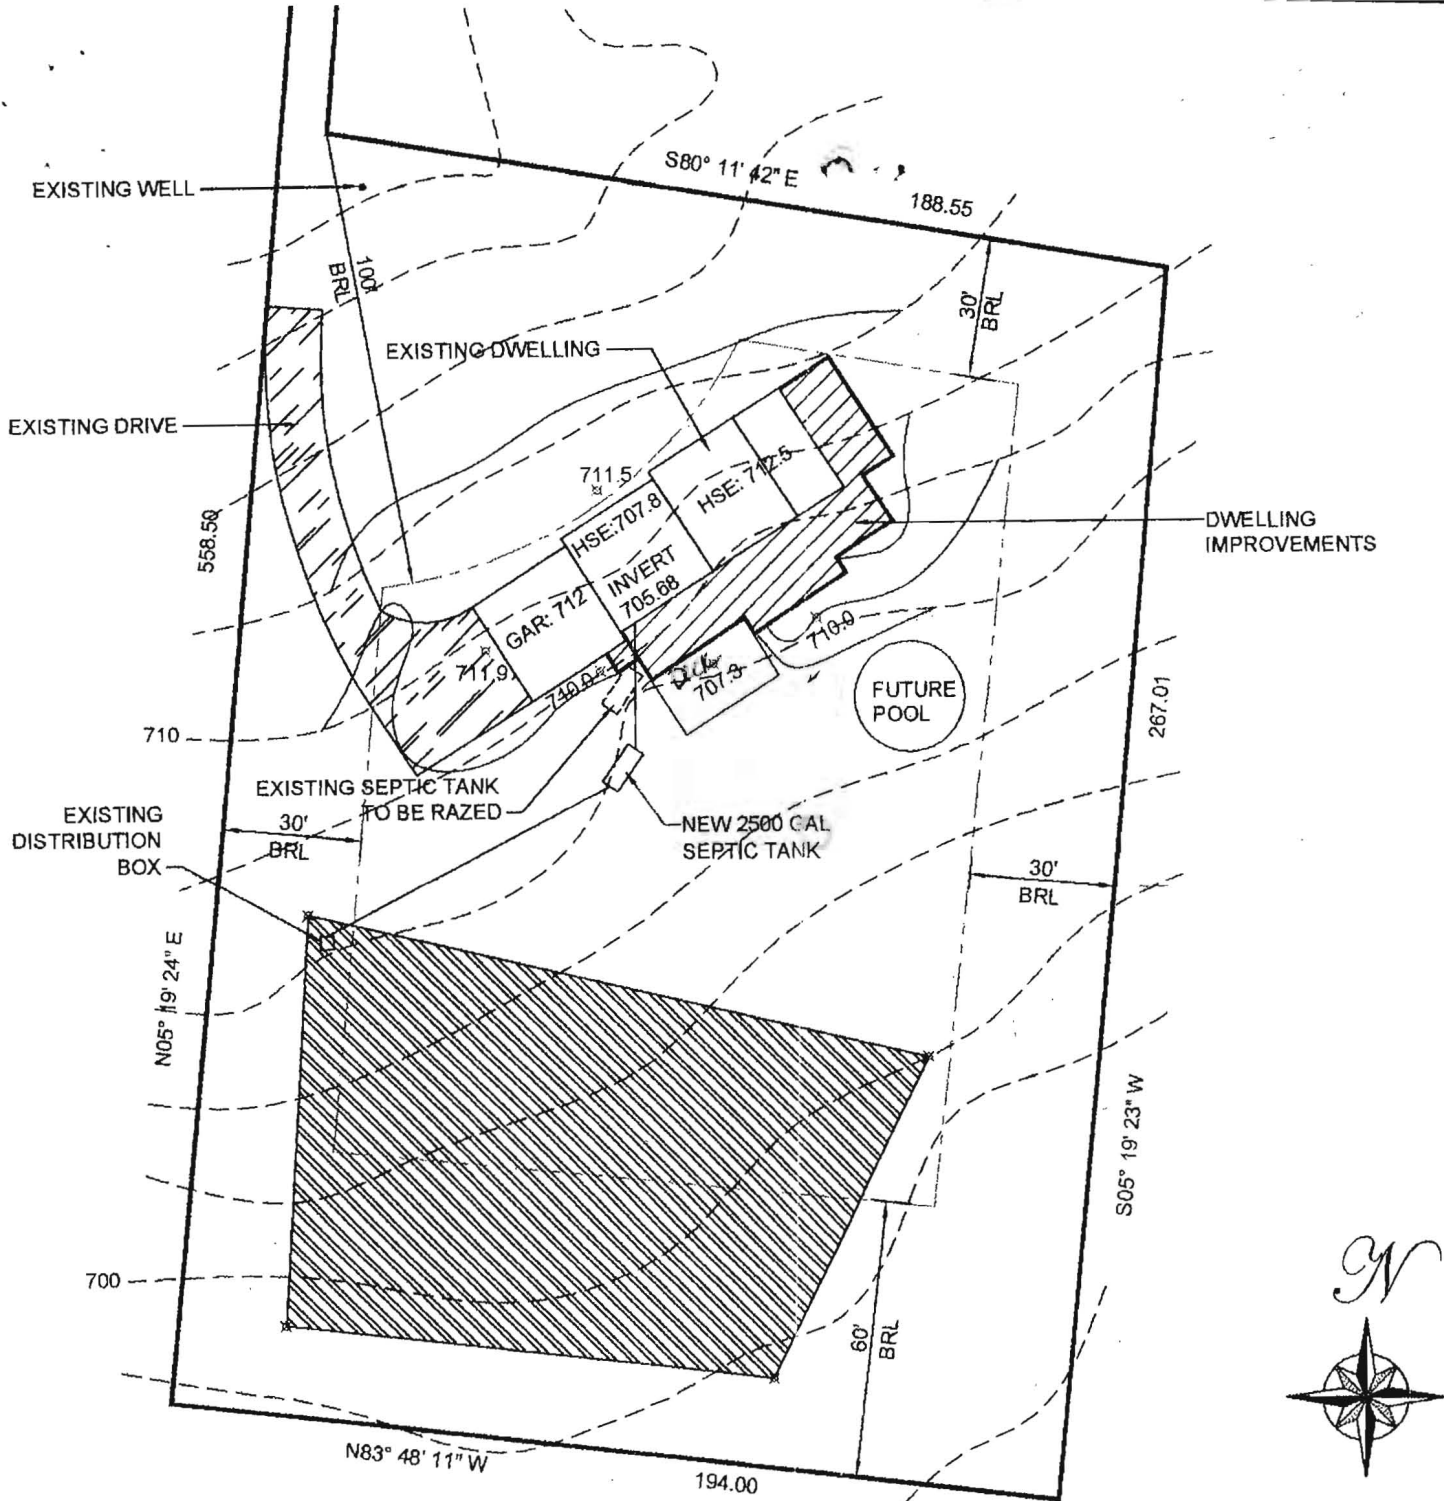 S80° 11' 42" E
188.55
EXISTING WELL
100'
BRL
30'
BRL
EXISTING DWELLING
EXISTING DRIVE
711.5
HSE: 712.5
HSE:707.8
INVERT
705.68
GAR: 712
DWELLING
IMPROVEMENTS
558.50
711.9
710.0
710.0
707.3
FUTURE
POOL
267.01
710
EXISTING SEPTIC TANK
TO BE RAZED
EXISTING
DISTRIBUTION
BOX
30'
BRL
NEW 2500 GAL
SEPTIC TANK
30'
BRL
N05° 19' 24" E
S05° 19' 23" W
700
60'
BRL
N
N83° 48' 11" W
194.00